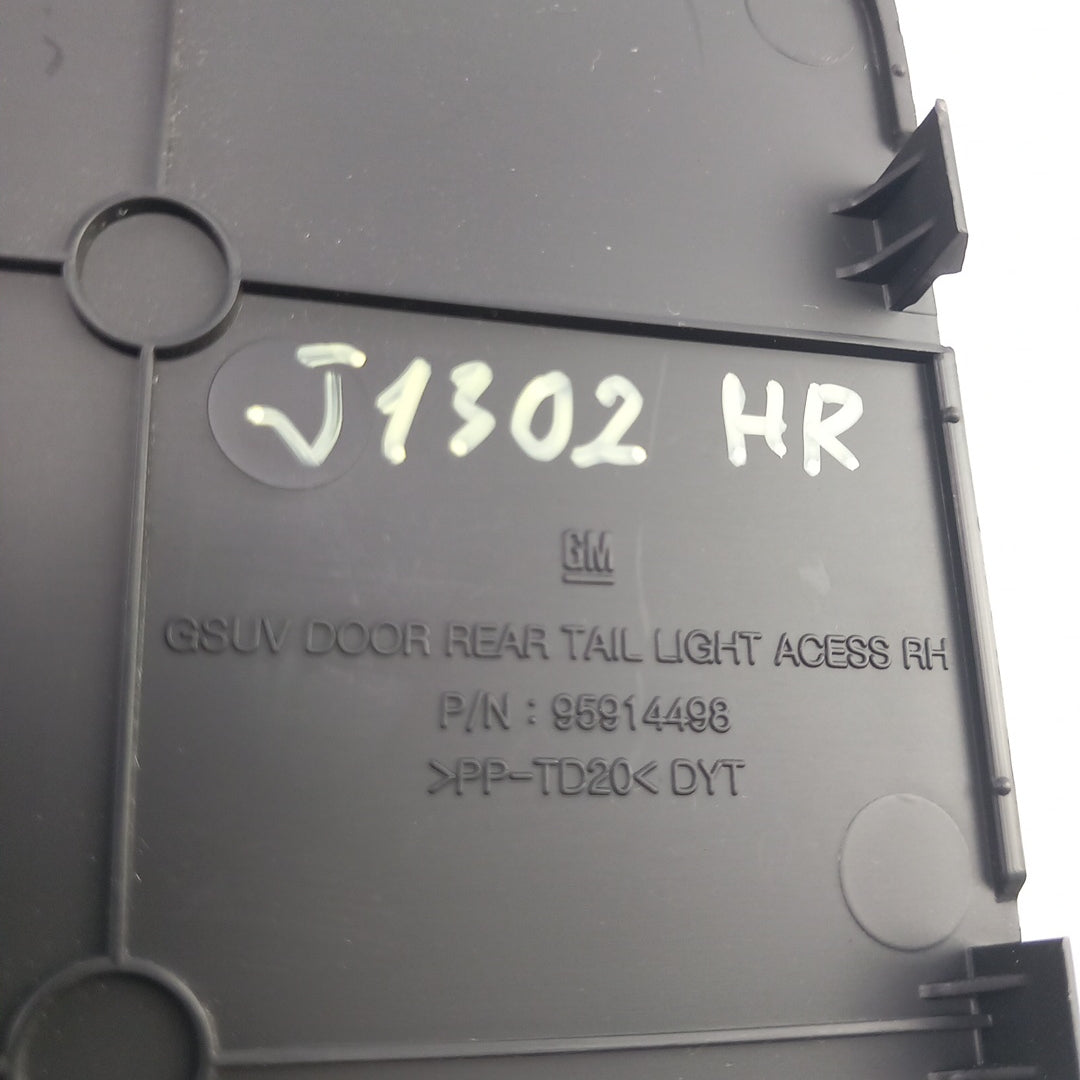 J1302 HR
GM
GSUV DOOR REAR TAIL LIGHT ACESS RH
P/N : 95914498
>PP-TD20< DYT